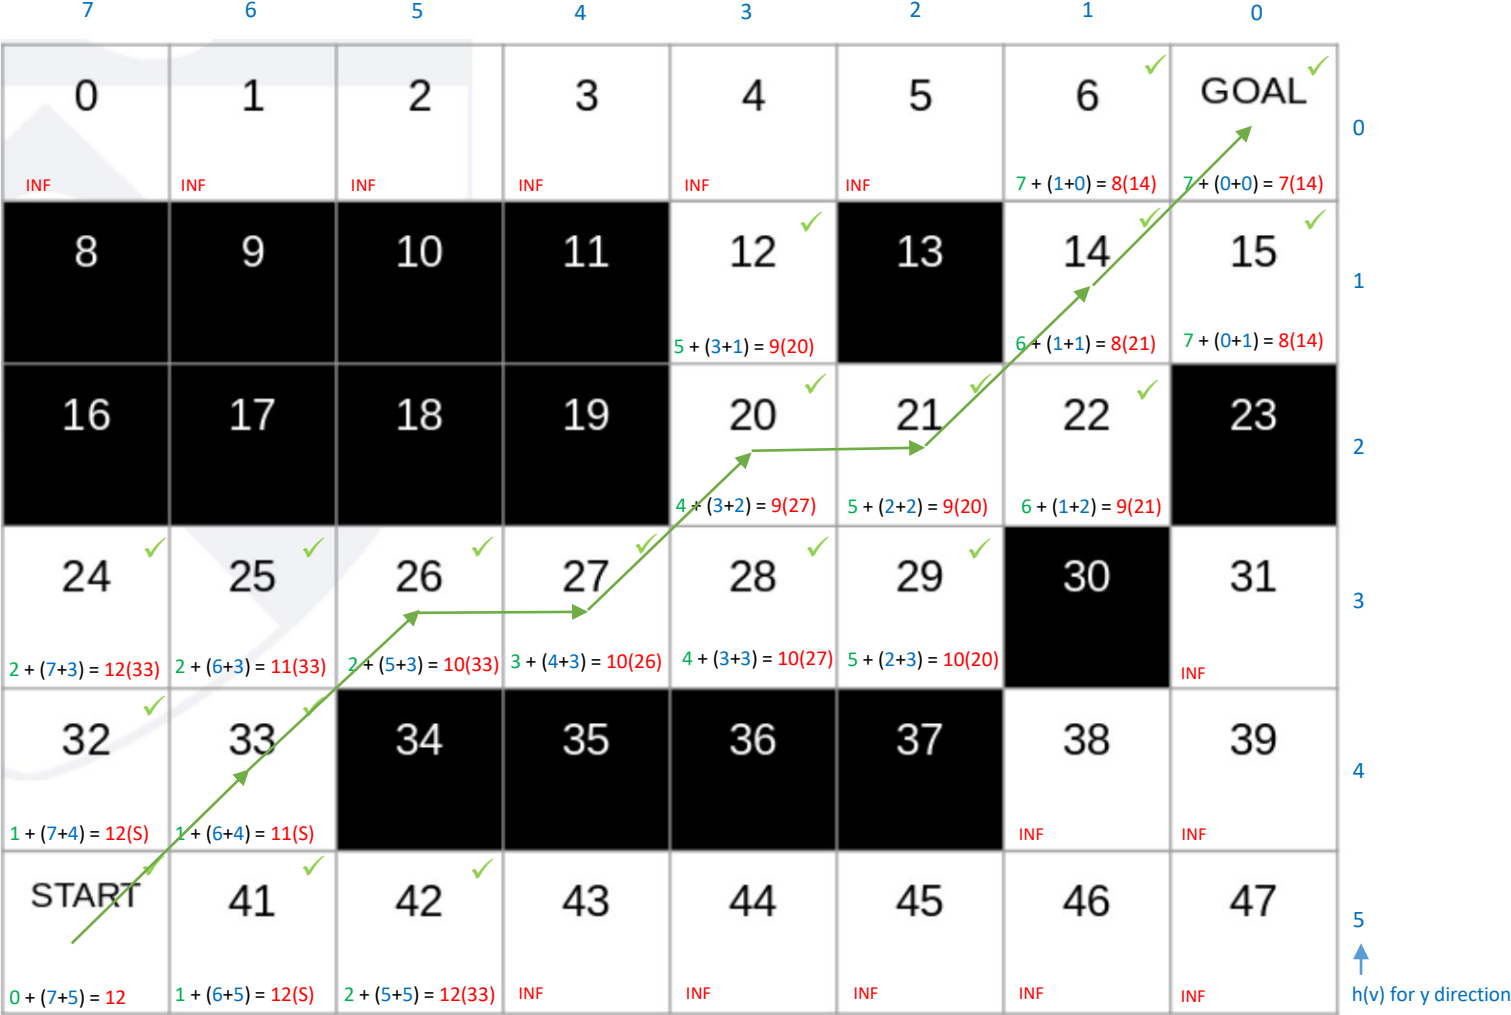 7 6 5 4 3 2 1 0
0 1 2 3 4 5 6 GOAL
0
INF INF INF INF INF INF 7 + (1+0) = 8(14) 7 + (0+0) = 7(14)
8 9 10 11 12 13 14 15
1
5 + (3+1) = 9(20) 6 + (1+1) = 8(21) 7 + (0+1) = 8(14)
16 17 18 19 20 21 22 23
2
4 + (3+2) = 9(27) 5 + (2+2) = 9(20) 6 + (1+2) = 9(21)
24 25 26 27 28 29 30 31
3
2 + (7+3) = 12(33) 2 + (6+3) = 11(33) 2 + (5+3) = 10(33) 3 + (4+3) = 10(26) 4 + (3+3) = 10(27) 5 + (2+3) = 10(20) INF
32 33 34 35 36 37 38 39
4
1 + (7+4) = 12(S) 1 + (6+4) = 11(S) INF INF
START 41 42 43 44 45 46 47
5
0 + (7+5) = 12 1 + (6+5) = 12(S) 2 + (5+5) = 12(33) INF INF INF INF INF
h(v) for y direction